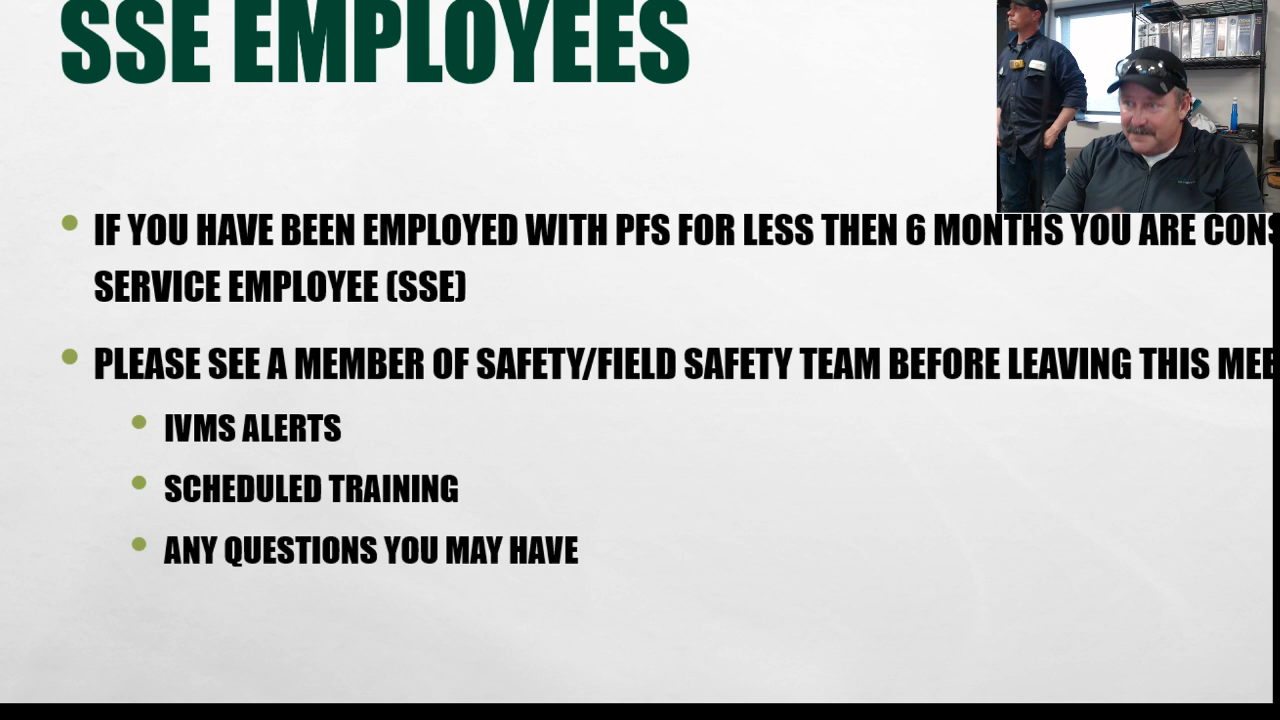 SSE EMPLOYEES
IF YOU HAVE BEEN EMPLOYED WITH PFS FOR LESS THEN 6 MONTHS YOU ARE CONS
SERVICE EMPLOYEE (SSE)
PLEASE SEE A MEMBER OF SAFETY/FIELD SAFETY TEAM BEFORE LEAVING THIS MEE
IVMS ALERTS
SCHEDULED TRAINING
ANY QUESTIONS YOU MAY HAVE